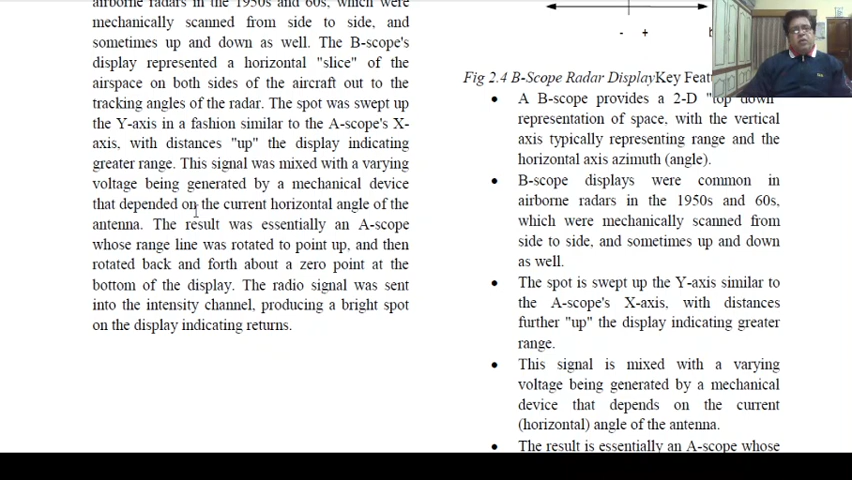 airborne radars in the 1950s and 60s, which were
mechanically scanned from side to side, and
sometimes up and down as well. The B-scope's
display represented a horizontal "slice" of the
airspace on both sides of the aircraft out to the
tracking angles of the radar. The spot was swept up
the Y-axis in a fashion similar to the A-scope's X-
axis, with distances "up" the display indicating
greater range. This signal was mixed with a varying
voltage being generated by a mechanical device
that depended on the current horizontal angle of the
antenna. The result was essentially an A-scope
whose range line was rotated to point up, and then
rotated back and forth about a zero point at the
bottom of the display. The radio signal was sent
into the intensity channel, producing a bright spot
on the display indicating returns.
- +
Fig 2.4 B-Scope Radar DisplayKey
• A B-scope provides a 2-D "top down"
representation of space, with the vertical
axis typically representing range and the
horizontal axis azimuth (angle).
• B-scope displays were common in
airborne radars in the 1950s and 60s,
which were mechanically scanned from
side to side, and sometimes up and down
as well.
• The spot is swept up the Y-axis similar to
the A-scope's X-axis, with distances
further "up" the display indicating greater
range.
• This signal is mixed with a varying
voltage being generated by a mechanical
device that depends on the current
(horizontal) angle of the antenna.
• The result is essentially an A-scope whose